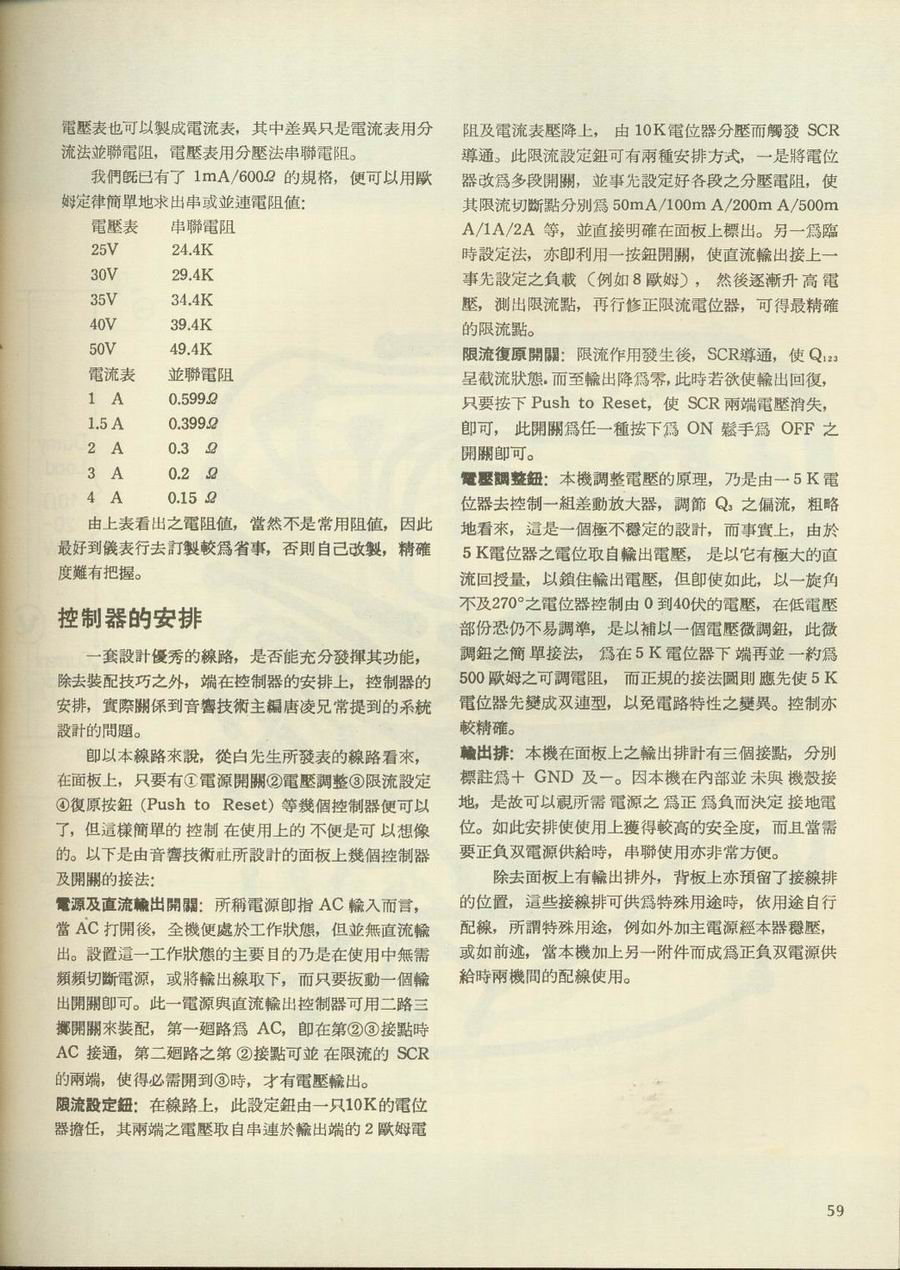 電壓表也可以製成電流表，其中差異只是電流表用分
流法並聯電阻，電壓表用分壓法串聯電阻。
我們旣已有了 1mA/600Ω 的規格，便可以用歐
姆定律簡單地求出串或並連電阻值：
電壓表 串聯電阻
25V 24.4K
30V 29.4K
35V 34.4K
40V 39.4K
50V 49.4K
電流表 並聯電阻
1 A 0.599Ω
1.5 A 0.399Ω
2 A 0.3 Ω
3 A 0.2 Ω
4 A 0.15 Ω
由上表看出之電阻值，當然不是常用阻值，因此
最好到儀表行去訂製較爲省事，否則自己改製，精確
度難有把握。
控制器的安排
一套設計優秀的線路，是否能充分發揮其功能，
除去裝配技巧之外，端在控制器的安排上，控制器的
安排，實際關係到音響技術主編唐凌兄常提到的系統
設計的問題。
卽以本線路來說，從白先生所發表的線路看來，
在面板上，只要有①電源開關②電壓調整③限流設定
④復原按鈕 (Push to Reset) 等幾個控制器便可以
了，但這樣簡單的 控制 在使用上的 不便是可 以想像
的。以下是由音響技術社所設計的面板上幾個控制器
及開關的接法：
電源及直流輸出開關：所稱電源卽指 AC 輸入而言，
當 AC 打開後，全機便處於工作狀態，但並無直流輸
出。設置這一工作狀態的主要目的乃是在使用中無需
頻頻切斷電源，或將輸出線取下，而只要扳動一個輸
出開關卽可。此一電源與直流輸出控制器可用二路三
擲開關來裝配，第一廻路爲 AC，卽在第②③接點時
AC 接通，第二廻路之第 ②接點可並 在限流的 SCR
的兩端，使得必需開到③時，才有電壓輸出。
限流設定鈕：在線路上，此設定鈕由一只10K的電位
器擔任，其兩端之電壓取自串連於輸出端的 2 歐姆電
阻及電流表壓降上， 由 10K電位器分壓而觸發 SCR
導通。此限流設定鈕可有兩種安排方式，一是將電位
器改爲多段開關，並事先設定好各段之分壓電阻，使
其限流切斷點分別爲 50mA/100m A/200m A/500m
A/1A/2A 等，並直接明確在面板上標出。另一爲臨
時設定法，亦卽利用一按鈕開關，使直流輸出接上一
事先設定之負載（例如 8 歐姆）， 然後逐漸升 高 電
壓，測出限流點，再行修正限流電位器，可得最精確
的限流點。
限流復原開關：限流作用發生後，SCR導通，使 Q₁₂₃
呈截流狀態．而至輸出降爲零，此時若欲使輸出回復，
只要按下 Push to Reset，使 SCR 兩端電壓消失，
卽可， 此開關爲任一種按下爲 ON 鬆手爲 OFF 之
開關卽可。
電壓調整鈕：本機調整電壓的原理，乃是由一 5 K 電
位器去控制一組差動放大器，調節 Q₃ 之偏流，粗略
地看來，這是一個極不穩定的設計，而事實上，由於
5 K電位器之電位取自輸出電壓， 是以它有極大的直
流回授量，以鎖住輸出電壓，但卽使如此，以一旋角
不及270°之電位器控制由 0 到40伏的電壓，在低電壓
部份恐仍不易調準，是以補以一個電壓微調鈕，此微
調鈕之簡 單接法， 爲在 5 K 電位器下 端再並 一約爲
500 歐姆之可調電阻， 而正規的接法圖則 應先使 5 K
電位器先變成双連型，以免電路特性之變異。控制亦
較精確。
輸出排：本機在面板上之輸出排計有三個接點，分別
標註爲＋ GND 及－。因本機在內部並 未與 機殼接
地，是故可以視所需 電源之 爲正 爲負而決定 接地電
位。如此安排使使用上獲得較高的安全度，而且當需
要正負双電源供給時，串聯使用亦非常方便。
除去面板上有輸出排外，背板上亦預留了接線排
的位置，這些接線排可供爲特殊用途時，依用途自行
配線，所謂特殊用途，例如外加主電源經本器穩壓，
或如前述，當本機加上另一附件而成爲正負双電源供
給時兩機間的配線使用。
59